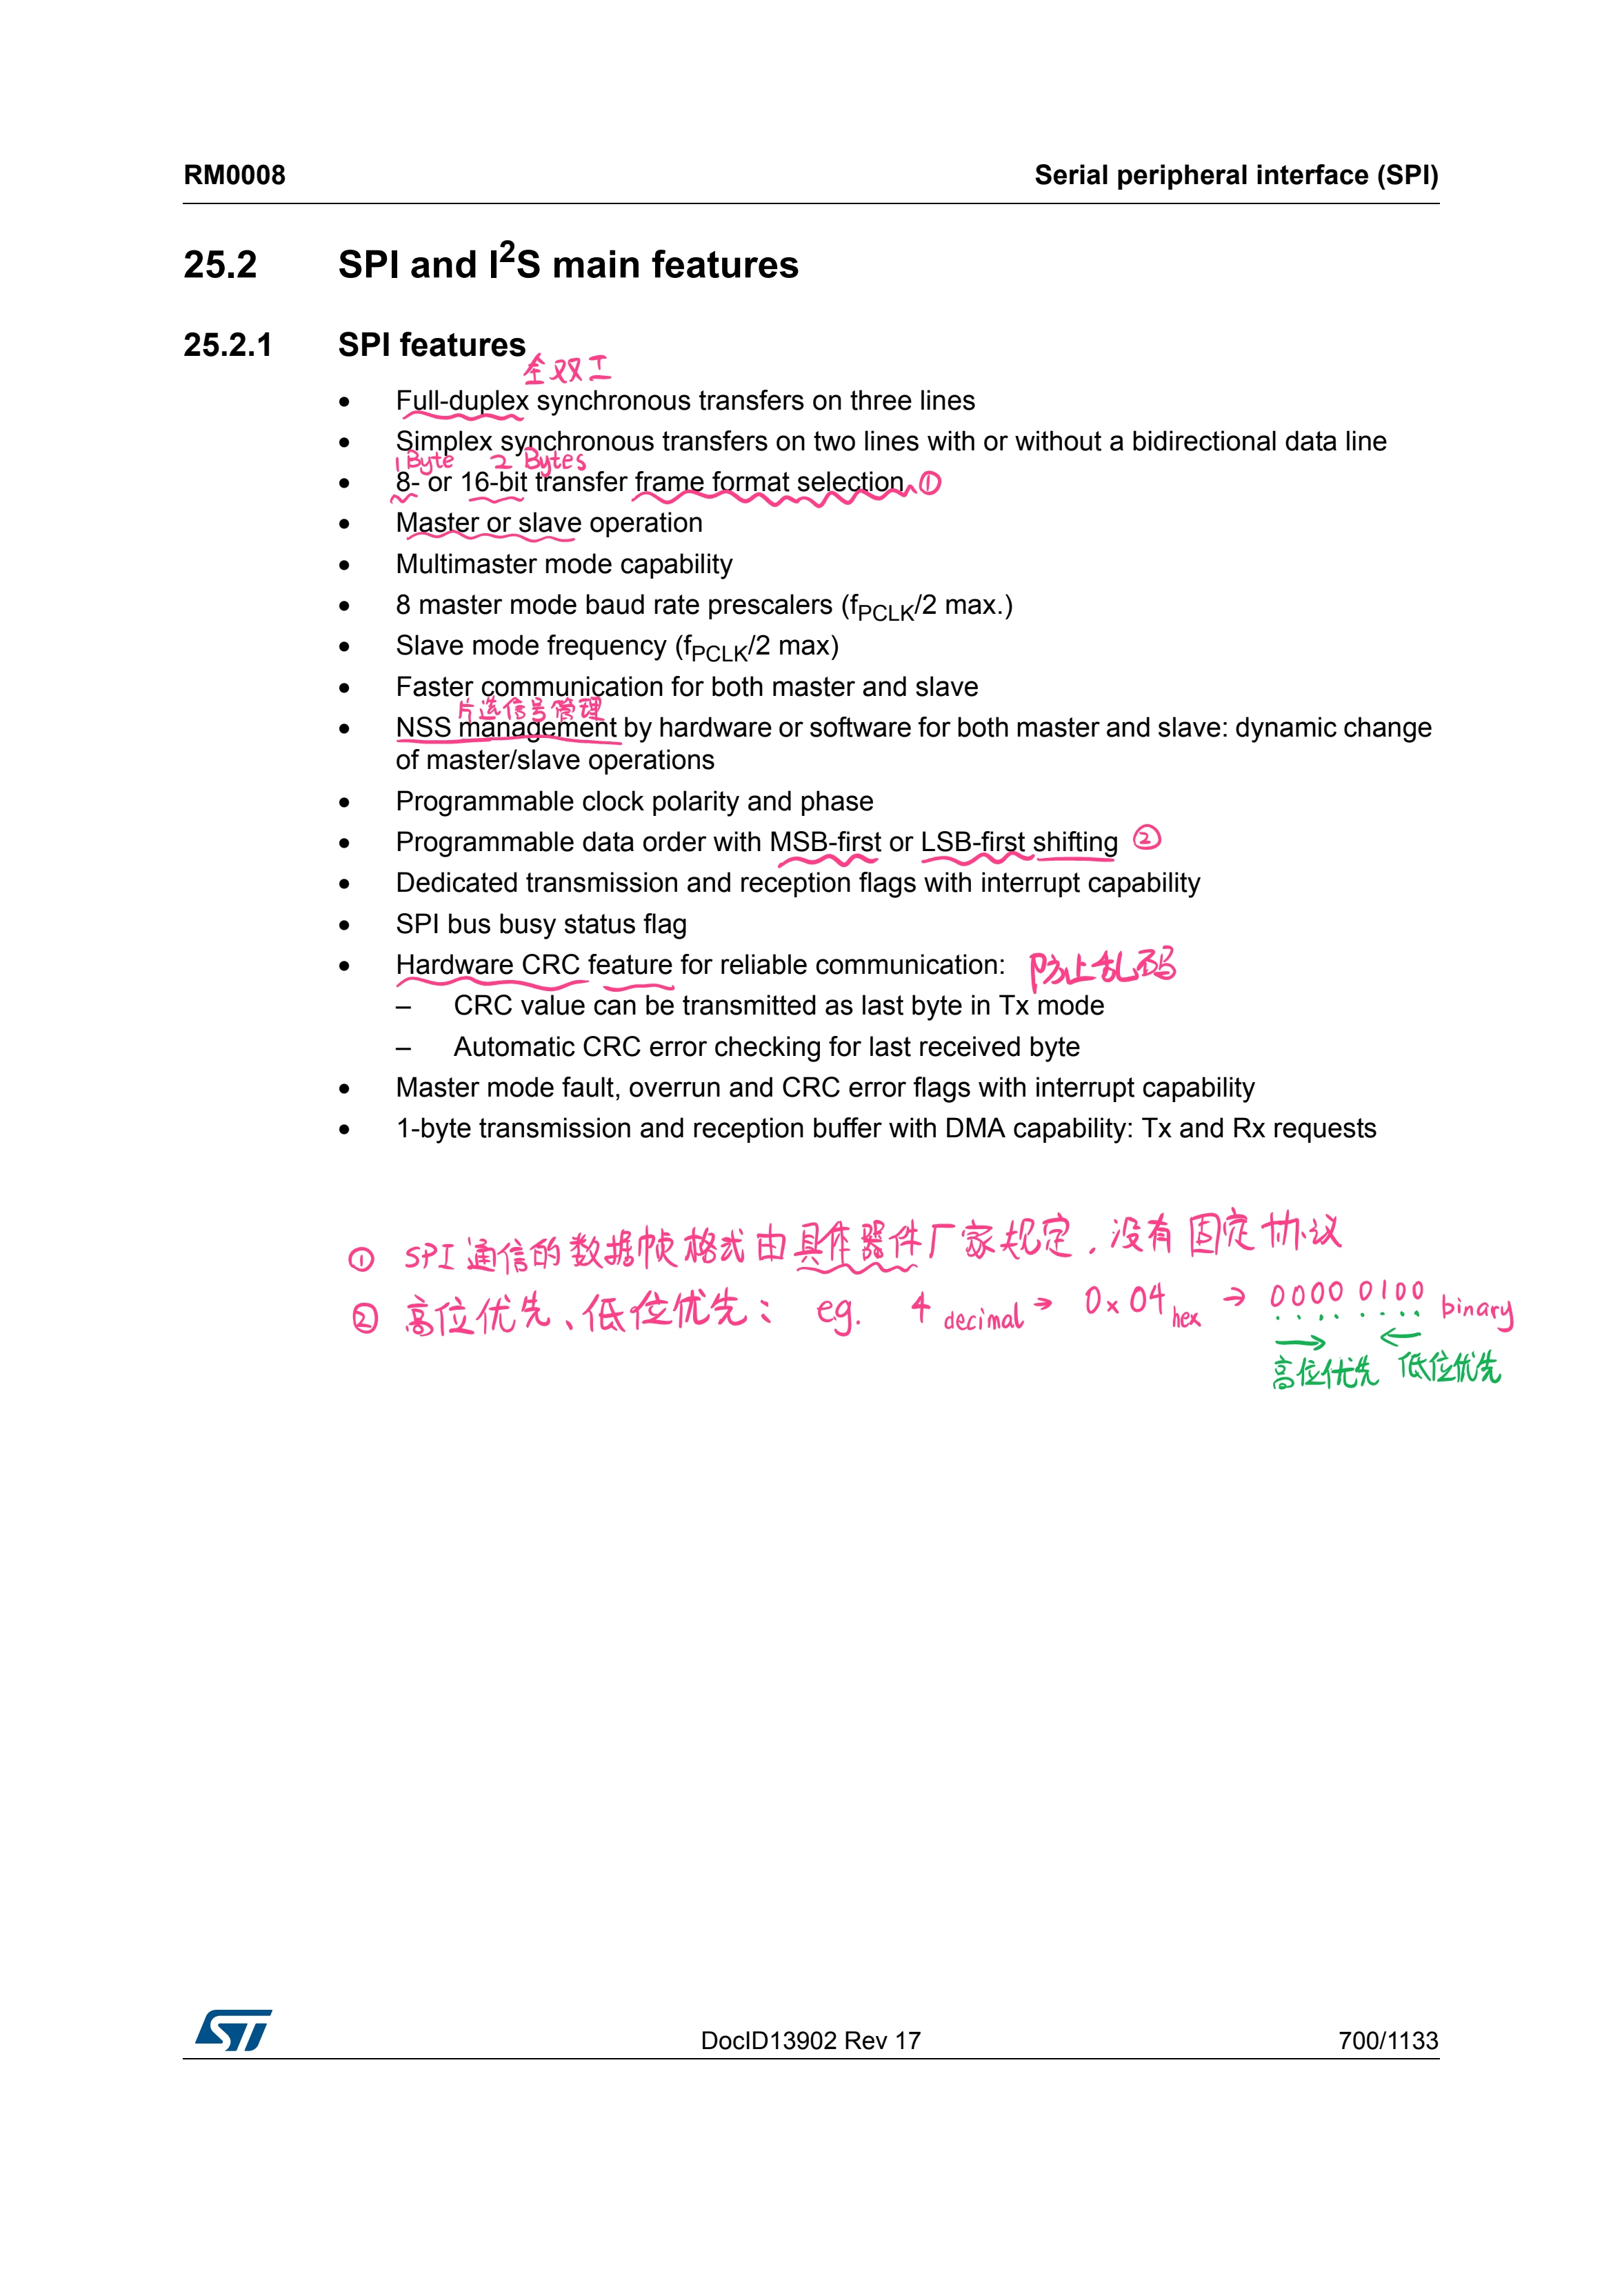 RM0008 Serial peripheral interface (SPI)
25.2 SPI and I²S main features
25.2.1 SPI features
全双工
• Full-duplex synchronous transfers on three lines
• Simplex synchronous transfers on two lines with or without a bidirectional data line
1 Byte 2 Bytes
• 8- or 16-bit transfer frame format selection ①
• Master or slave operation
• Multimaster mode capability
• 8 master mode baud rate prescalers (fPCLK/2 max.)
• Slave mode frequency (fPCLK/2 max)
• Faster communication for both master and slave
片选信号管理
• NSS management by hardware or software for both master and slave: dynamic change
of master/slave operations
• Programmable clock polarity and phase
• Programmable data order with MSB-first or LSB-first shifting ②
• Dedicated transmission and reception flags with interrupt capability
• SPI bus busy status flag
• Hardware CRC feature for reliable communication: 防止乱码
– CRC value can be transmitted as last byte in Tx mode
– Automatic CRC error checking for last received byte
• Master mode fault, overrun and CRC error flags with interrupt capability
• 1-byte transmission and reception buffer with DMA capability: Tx and Rx requests
① SPI通信的数据帧格式由具体器件厂家规定，没有固定协议
② 高位优先、低位优先： eg. 4 decimal → 0x04 hex → 0000 0100 binary
→ ←
高位优先 低位优先
ST DocID13902 Rev 17 700/1133